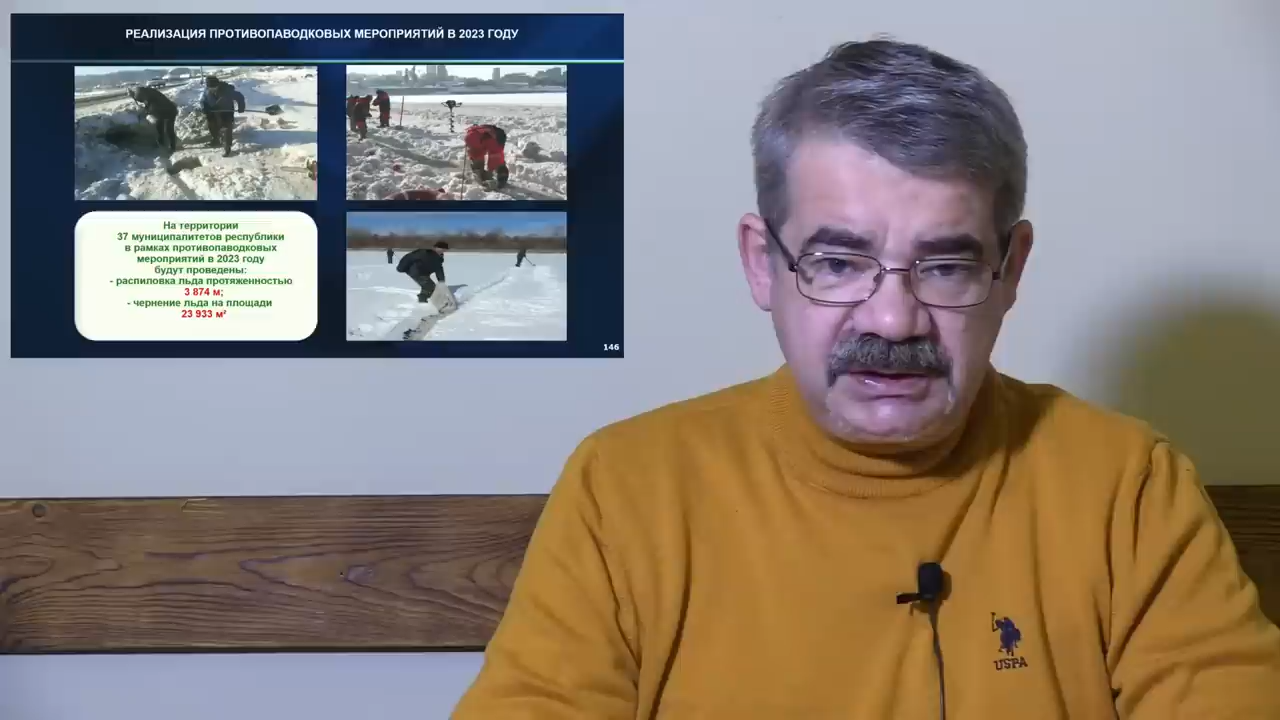 РЕАЛИЗАЦИЯ ПРОТИВОПАВОДКОВЫХ МЕРОПРИЯТИЙ В 2023 ГОДУ
На территории
37 муниципалитетов республики
в рамках противопаводковых
мероприятий в 2023 году
будут проведены:
- распиловка льда протяженностью
3 874 м;
- чернение льда на площади
23 933 м²
146
USPA